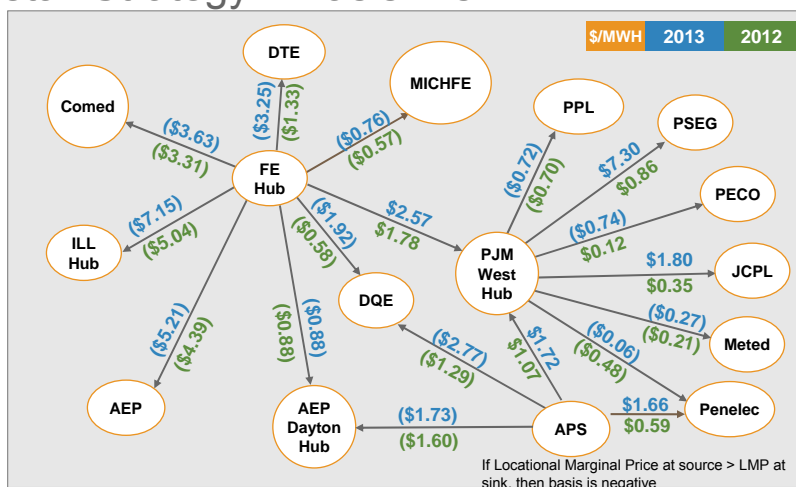 $/MWH 2013 2012
DTE
MICHFE
Comed
PPL
PSEG
($3.25)
($1.33)
($0.76)
($0.57)
($3.63)
($3.31)
($0.72)
($0.70)
$7.30
$0.86
FE
Hub
PECO
($7.15)
($5.04)
($1.92)
($0.58)
$2.57
$1.78
($0.74)
$0.12
ILL
Hub
PJM
West
Hub
$1.80
$0.35
JCPL
DQE
($5.21)
($4.39)
($0.88)
($0.88)
($2.77)
($1.29)
$1.72
$1.07
($0.27)
($0.21)
Meted
($0.06)
($0.48)
AEP
AEP
Dayton
Hub
($1.73)
($1.60)
APS
$1.66
$0.59
Penelec
If Locational Marginal Price at source > LMP at
sink, then basis is negative